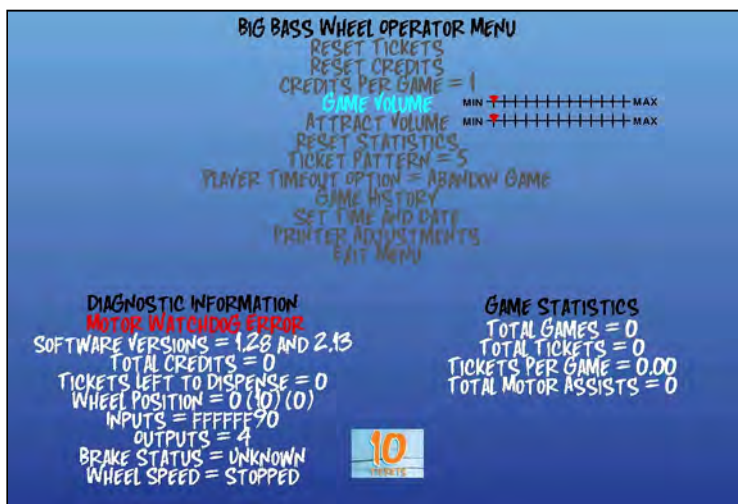 BIG BASS WHEEL OPERATOR MENU
RESET TICKETS
RESET CREDITS
CREDITS PER GAME = 1
GAME VOLUME MIN MAX
ATTRACT VOLUME MIN MAX
RESET STATISTICS
TICKET PATTERN = 5
PLAYER TIMEOUT OPTION = ABANDON GAME
GAME HISTORY
SET TIME AND DATE
PRINTER ADJUSTMENTS
EXIT MENU
DIAGNOSTIC INFORMATION
MOTOR WATCHDOG ERROR
SOFTWARE VERSIONS = 1.28 AND 2.13
TOTAL CREDITS = 0
TICKETS LEFT TO DISPENSE = 0
WHEEL POSITION = 0 (10) (0)
INPUTS = FFFFFF90
OUTPUTS = 4
BRAKE STATUS = UNKNOWN
WHEEL SPEED = STOPPED
GAME STATISTICS
TOTAL GAMES = 0
TOTAL TICKETS = 0
TICKETS PER GAME = 0.00
TOTAL MOTOR ASSISTS = 0
10
TICKETS